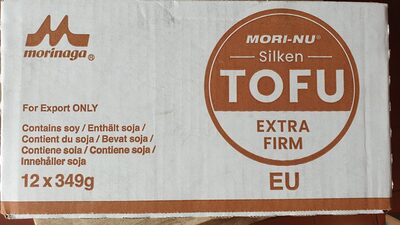 morinaga®
For Export ONLY
Contains soy / Enthält soja /
Contient du soja / Bevat soja /
Contiene soia / Contiene soja /
Innehåller soja
12 x 349g
MORI-NU®
Silken
TOFU
EXTRA
FIRM
EU